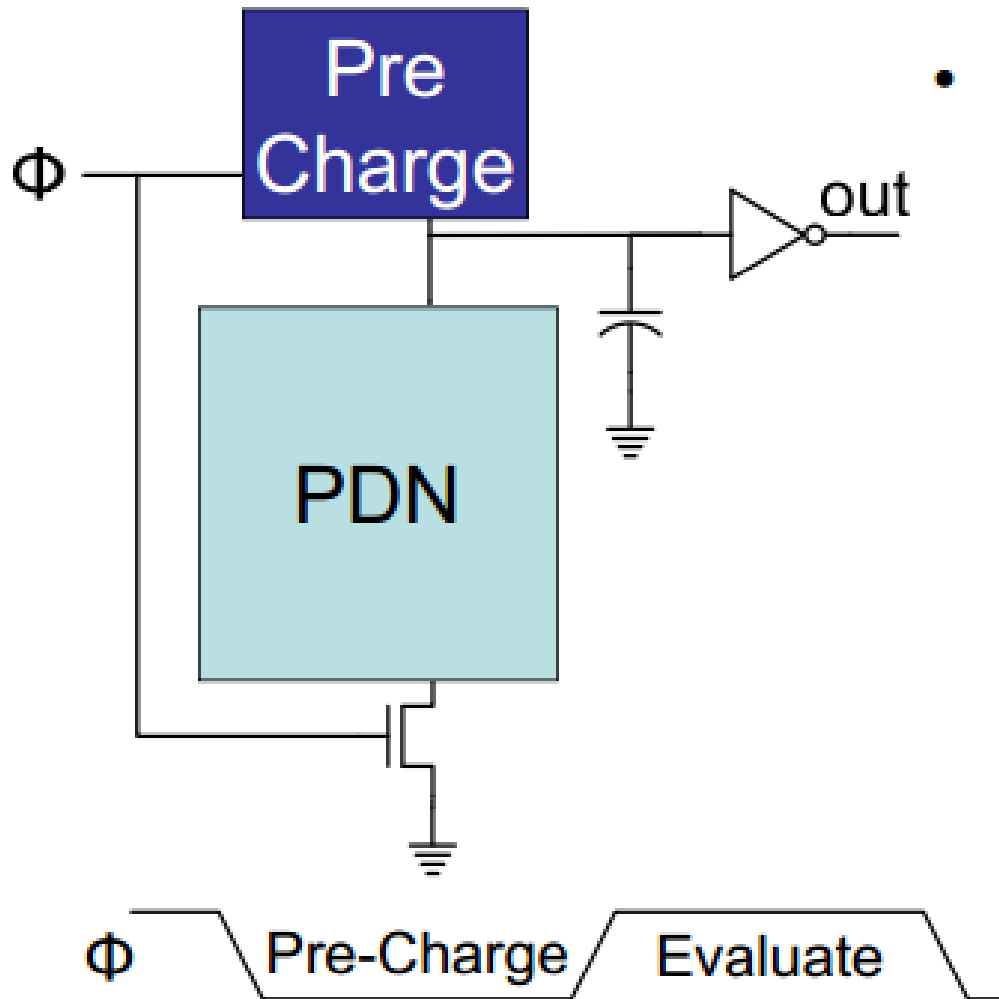 Pre
Charge
Φ
out
PDN
Φ Pre-Charge Evaluate